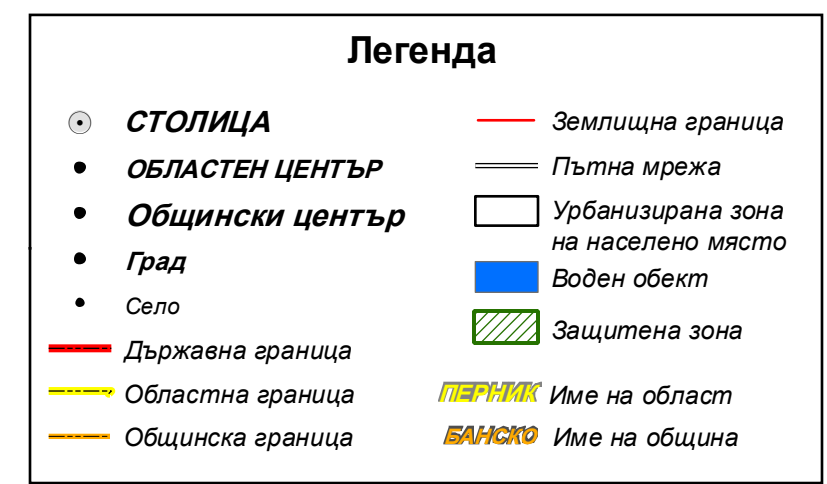 Легенда
СТОЛИЦА
ОБЛАСТЕН ЦЕНТЪР
Общински център
Град
Село
Държавна граница
Областна граница
Общинска граница
Землищна граница
Пътна мрежа
Урбанизирана зона
на населено място
Воден обект
Защитена зона
ПЕРНИК Име на област
БАНСКО Име на община